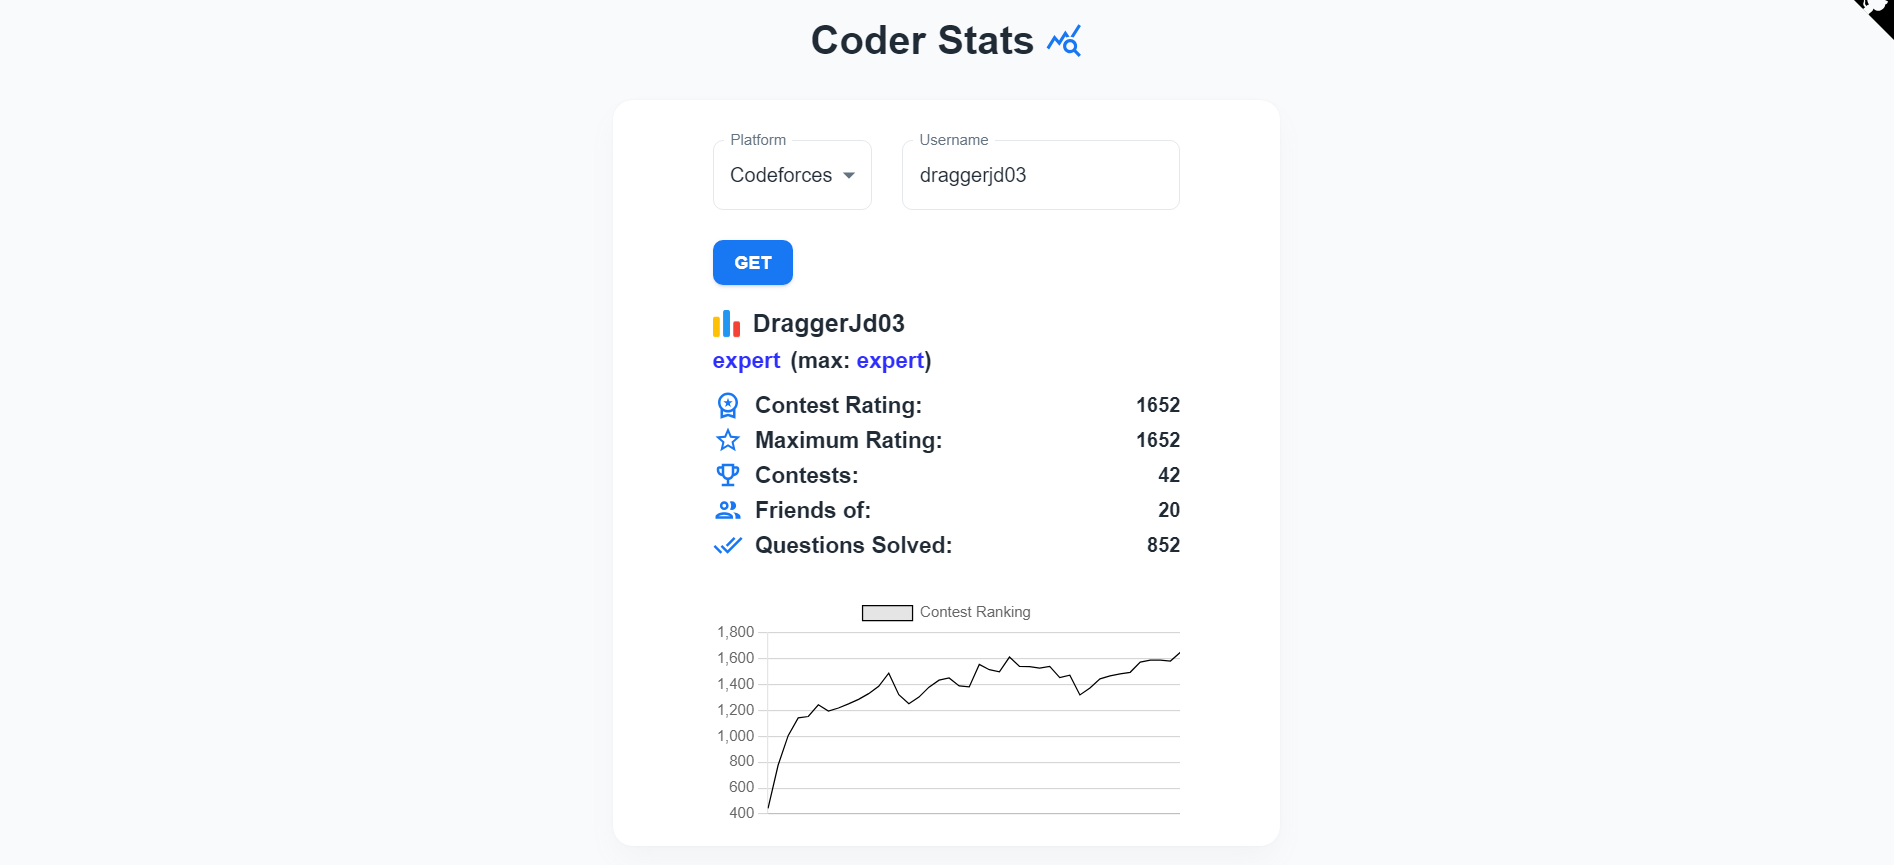 Coder Stats
Platform
Username
Codeforces
draggerjd03
GET
DraggerJd03
expert (max: expert)
Contest Rating: 1652
Maximum Rating: 1652
Contests: 42
Friends of: 20
Questions Solved: 852
Contest Ranking
1,800
1,600
1,400
1,200
1,000
800
600
400